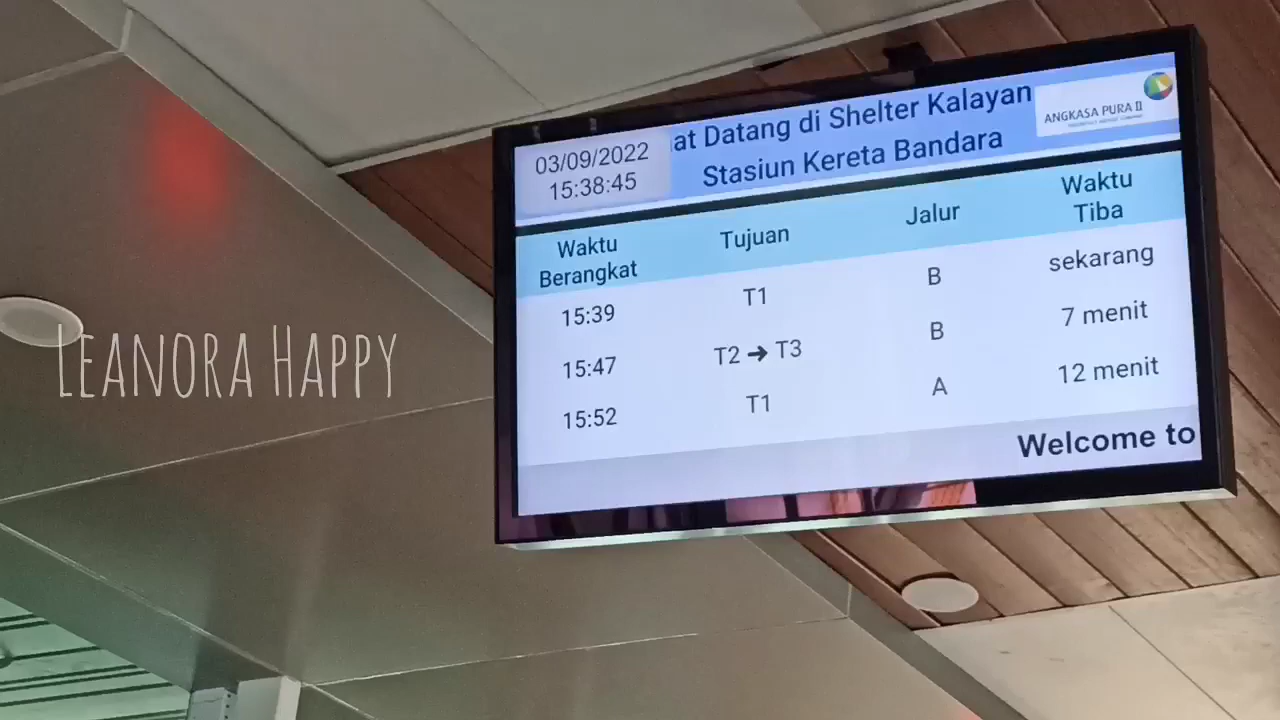 03/09/2022
15:38:45
at Datang di Shelter Kalayan
Stasiun Kereta Bandara
ANGKASA PURA II
Waktu Berangkat Tujuan Jalur Waktu Tiba
15:39 T1 B sekarang
15:47 T2 ➜ T3 B 7 menit
15:52 T1 A 12 menit
Welcome to
LEANORA HAPPY